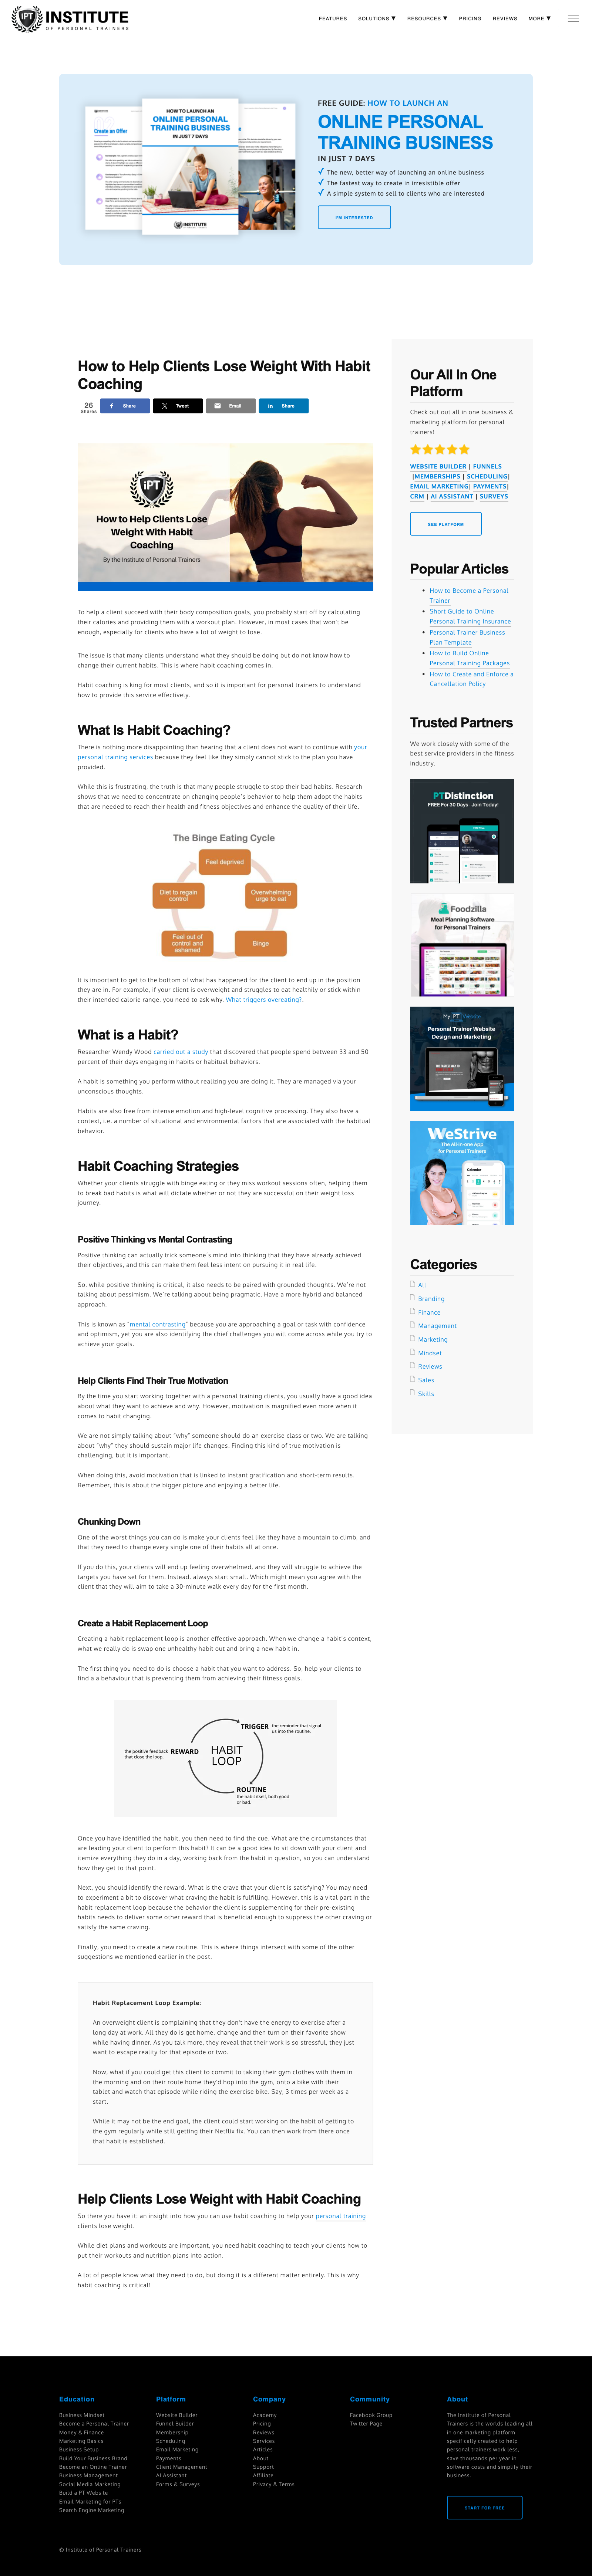 IPT INSTITUTE
OF PERSONAL TRAINERS
FEATURES SOLUTIONS ▼ RESOURCES ▼ PRICING REVIEWS MORE ▼
Create an Offer
HOW TO LAUNCH AN
ONLINE PERSONAL
TRAINING BUSINESS
IN JUST 7 DAYS
INSTITUTE
FREE GUIDE: HOW TO LAUNCH AN
ONLINE PERSONAL
TRAINING BUSINESS
IN JUST 7 DAYS
✓ The new, better way of launching an online business
✓ The fastest way to create in irresistible offer
✓ A simple system to sell to clients who are interested
I'M INTERESTED
How to Help Clients Lose Weight With Habit
Coaching
26
Shares
Share
Tweet
Email
Share
IPT
How to Help Clients Lose
Weight With Habit
Coaching
By the Institute of Personal Trainers
To help a client succeed with their body composition goals, you probably start off by calculating
their calories and providing them with a workout plan. However, in most cases that won't be
enough, especially for clients who have a lot of weight to lose.
The issue is that many clients understand what they should be doing but do not know how to
change their current habits. This is where habit coaching comes in.
Habit coaching is king for most clients, and so it is important for personal trainers to understand
how to provide this service effectively.
What Is Habit Coaching?
There is nothing more disappointing than hearing that a client does not want to continue with your
personal training services because they feel like they simply cannot stick to the plan you have
provided.
While this is frustrating, the truth is that many people struggle to stop their bad habits. Research
shows that we need to concentrate on changing people's behavior to help them adopt the habits
that are needed to reach their health and fitness objectives and enhance the quality of their life.
The Binge Eating Cycle
Feel deprived
Diet to regain
control
Overwhelming
urge to eat
Feel out of
control and
ashamed
Binge
It is important to get to the bottom of what has happened for the client to end up in the position
they are in. For example, if your client is overweight and struggles to eat healthily or stick within
their intended calorie range, you need to ask why. What triggers overeating?.
What is a Habit?
Researcher Wendy Wood carried out a study that discovered that people spend between 33 and 50
percent of their days engaging in habits or habitual behaviors.
A habit is something you perform without realizing you are doing it. They are managed via your
unconscious thoughts.
Habits are also free from intense emotion and high-level cognitive processing. They also have a
context, i.e. a number of situational and environmental factors that are associated with the habitual
behavior.
Habit Coaching Strategies
Whether your clients struggle with binge eating or they miss workout sessions often, helping them
to break bad habits is what will dictate whether or not they are successful on their weight loss
journey.
Positive Thinking vs Mental Contrasting
Positive thinking can actually trick someone's mind into thinking that they have already achieved
their objectives, and this can make them feel less intent on pursuing it in real life.
So, while positive thinking is critical, it also needs to be paired with grounded thoughts. We're not
talking about pessimism. We're talking about being pragmatic. Have a more hybrid and balanced
approach.
This is known as "mental contrasting" because you are approaching a goal or task with confidence
and optimism, yet you are also identifying the chief challenges you will come across while you try to
achieve your goals.
Help Clients Find Their True Motivation
By the time you start working together with a personal training clients, you usually have a good idea
about what they want to achieve and why. However, motivation is magnified even more when it
comes to habit changing.
We are not simply talking about "why" someone should do an exercise class or two. We are talking
about "why" they should sustain major life changes. Finding this kind of true motivation is
challenging, but it is important.
When doing this, avoid motivation that is linked to instant gratification and short-term results.
Remember, this is about the bigger picture and enjoying a better life.
Chunking Down
One of the worst things you can do is make your clients feel like they have a mountain to climb, and
that they need to change every single one of their habits all at once.
If you do this, your clients will end up feeling overwhelmed, and they will struggle to achieve the
targets you have set for them. Instead, always start small. Which might mean you agree with the
client that they will aim to take a 30-minute walk every day for the first month.
Create a Habit Replacement Loop
Creating a habit replacement loop is another effective approach. When we change a habit's context,
what we really do is swap one unhealthy habit out and bring a new habit in.
The first thing you need to do is choose a habit that you want to address. So, help your clients to
find a a behaviour that is preventing them from achieving their fitness goals.
TRIGGER the reminder that signal
us into the routine.
the positive feedback
that close the loop.
REWARD
HABIT
LOOP
ROUTINE
the habit itself, both good
or bad.
Once you have identified the habit, you then need to find the cue. What are the circumstances that
are leading your client to perform this habit? It can be a good idea to sit down with your client and
itemize everything they do in a day, working back from the habit in question, so you can understand
how they get to that point.
Next, you should identify the reward. What is the crave that your client is satisfying? You may need
to experiment a bit to discover what craving the habit is fulfilling. However, this is a vital part in the
habit replacement loop because the behavior the client is supplementing for their pre-existing
habits needs to deliver some other reward that is beneficial enough to suppress the other craving or
satisfy the same craving.
Finally, you need to create a new routine. This is where things intersect with some of the other
suggestions we mentioned earlier in the post.
Habit Replacement Loop Example:
An overweight client is complaining that they don't have the energy to exercise after a
long day at work. All they do is get home, change and then turn on their favorite show
while having dinner. As you talk more, they reveal that their work is so stressful, they just
want to escape reality for that episode or two.
Now, what if you could get this client to commit to taking their gym clothes with them in
the morning and on their route home they'd hop into the gym, onto a bike with their
tablet and watch that episode while riding the exercise bike. Say, 3 times per week as a
start.
While it may not be the end goal, the client could start working on the habit of getting to
the gym regularly while still getting their Netflix fix. You can then work from there once
that habit is established.
Help Clients Lose Weight with Habit Coaching
So there you have it: an insight into how you can use habit coaching to help your personal training
clients lose weight.
While diet plans and workouts are important, you need habit coaching to teach your clients how to
put their workouts and nutrition plans into action.
A lot of people know what they need to do, but doing it is a different matter entirely. This is why
habit coaching is critical!
Our All In One
Platform
Check out out all in one business &
marketing platform for personal
trainers!
WEBSITE BUILDER | FUNNELS
|MEMBERSHIPS | SCHEDULING|
EMAIL MARKETING| PAYMENTS|
CRM | AI ASSISTANT | SURVEYS
SEE PLATFORM
Popular Articles
How to Become a Personal
Trainer
Short Guide to Online
Personal Training Insurance
Personal Trainer Business
Plan Template
How to Build Online
Personal Training Packages
How to Create and Enforce a
Cancellation Policy
Trusted Partners
We work closely with some of the
best service providers in the fitness
industry.
PTDistinction
FREE For 30 Days - Join Today!
Foodzilla
Meal Planning Software
for Personal Trainers
My PT Website
Personal Trainer Website
Design and Marketing
WeStrive
The All-in-one App
for Personal Trainers
Calendar
Categories
All
Branding
Finance
Management
Marketing
Mindset
Reviews
Sales
Skills
Education
Business Mindset
Become a Personal Trainer
Money & Finance
Marketing Basics
Business Setup
Build Your Business Brand
Become an Online Trainer
Business Management
Social Media Marketing
Build a PT Website
Email Marketing for PTs
Search Engine Marketing
Platform
Website Builder
Funnel Builder
Membership
Scheduling
Email Marketing
Payments
Client Management
AI Assistant
Forms & Surveys
Company
Academy
Pricing
Reviews
Services
Articles
About
Support
Affiliate
Privacy & Terms
Community
Facebook Group
Twitter Page
About
The Institute of Personal
Trainers is the worlds leading all
in one marketing platform
specifically created to help
personal trainers work less,
save thousands per year in
software costs and simplify their
business.
START FOR FREE
© Institute of Personal Trainers